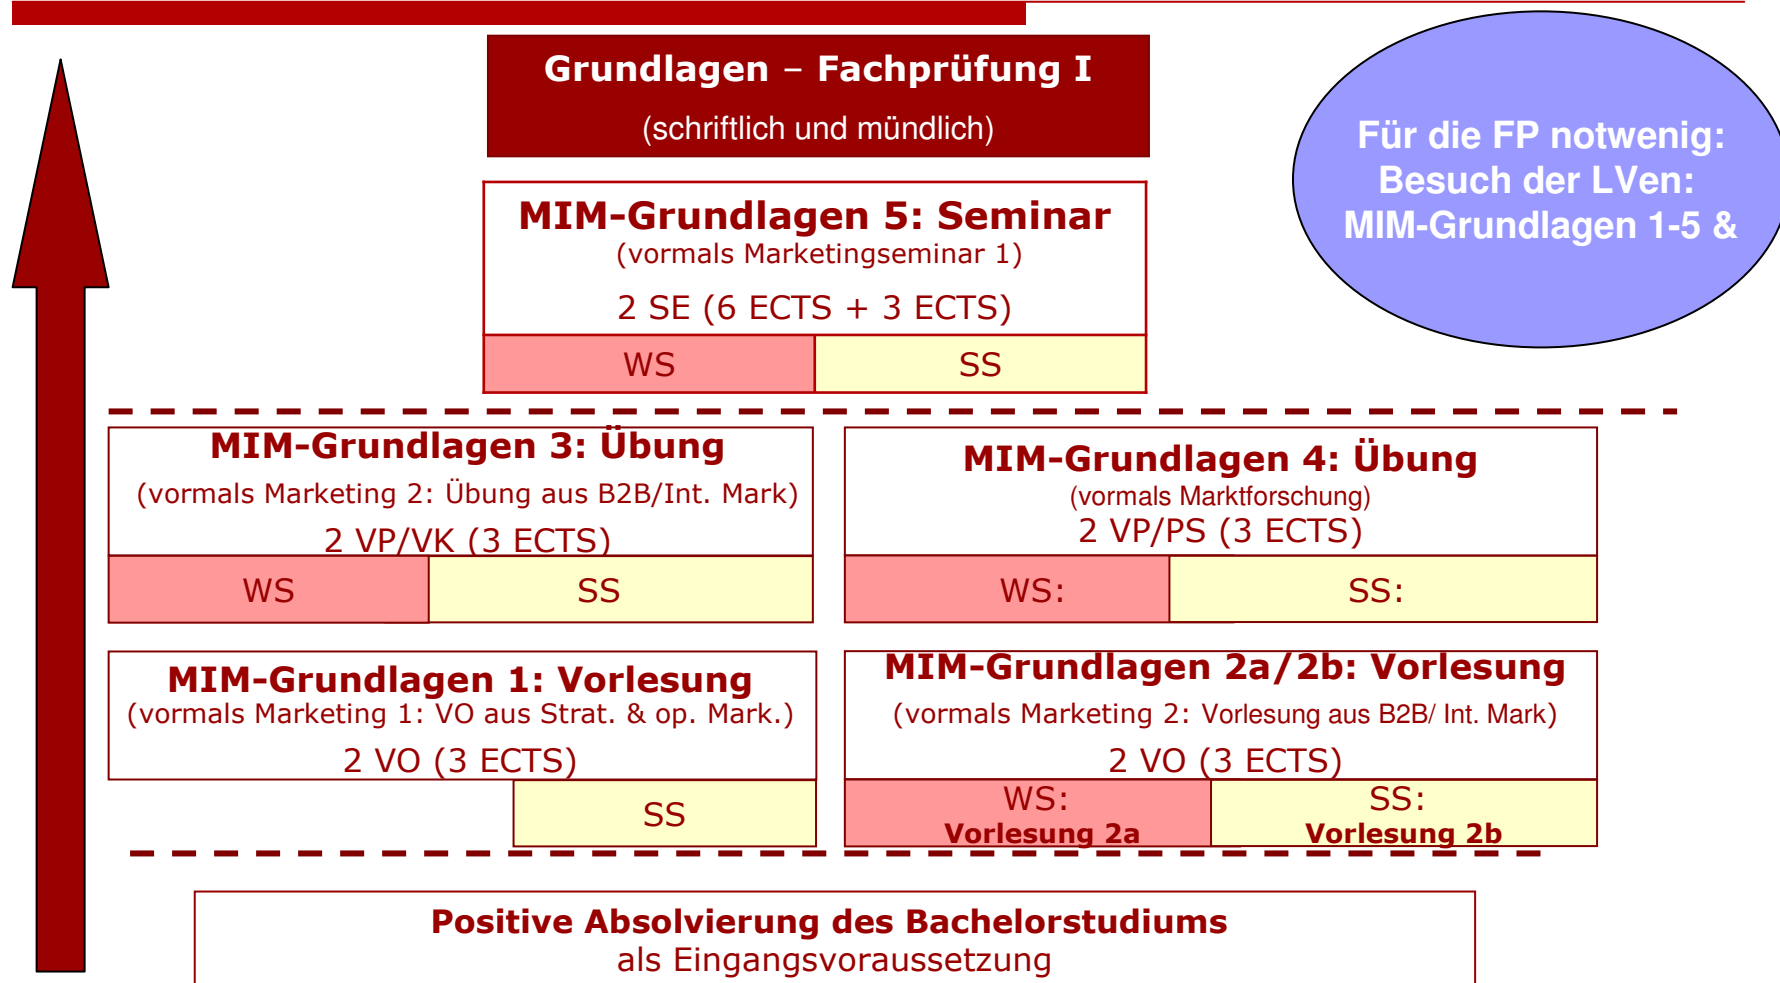 Grundlagen – Fachprüfung I
(schriftlich und mündlich)
Für die FP notwenig:
Besuch der LVen:
MIM-Grundlagen 1-5 &
MIM-Grundlagen 5: Seminar
(vormals Marketingseminar 1)
2 SE (6 ECTS + 3 ECTS)
WS
SS
MIM-Grundlagen 3: Übung
(vormals Marketing 2: Übung aus B2B/Int. Mark)
2 VP/VK (3 ECTS)
WS
SS
MIM-Grundlagen 4: Übung
(vormals Marktforschung)
2 VP/PS (3 ECTS)
WS:
SS:
MIM-Grundlagen 1: Vorlesung
(vormals Marketing 1: VO aus Strat. & op. Mark.)
2 VO (3 ECTS)
SS
MIM-Grundlagen 2a/2b: Vorlesung
(vormals Marketing 2: Vorlesung aus B2B/ Int. Mark)
2 VO (3 ECTS)
WS:
Vorlesung 2a
SS:
Vorlesung 2b
Positive Absolvierung des Bachelorstudiums
als Eingangsvoraussetzung